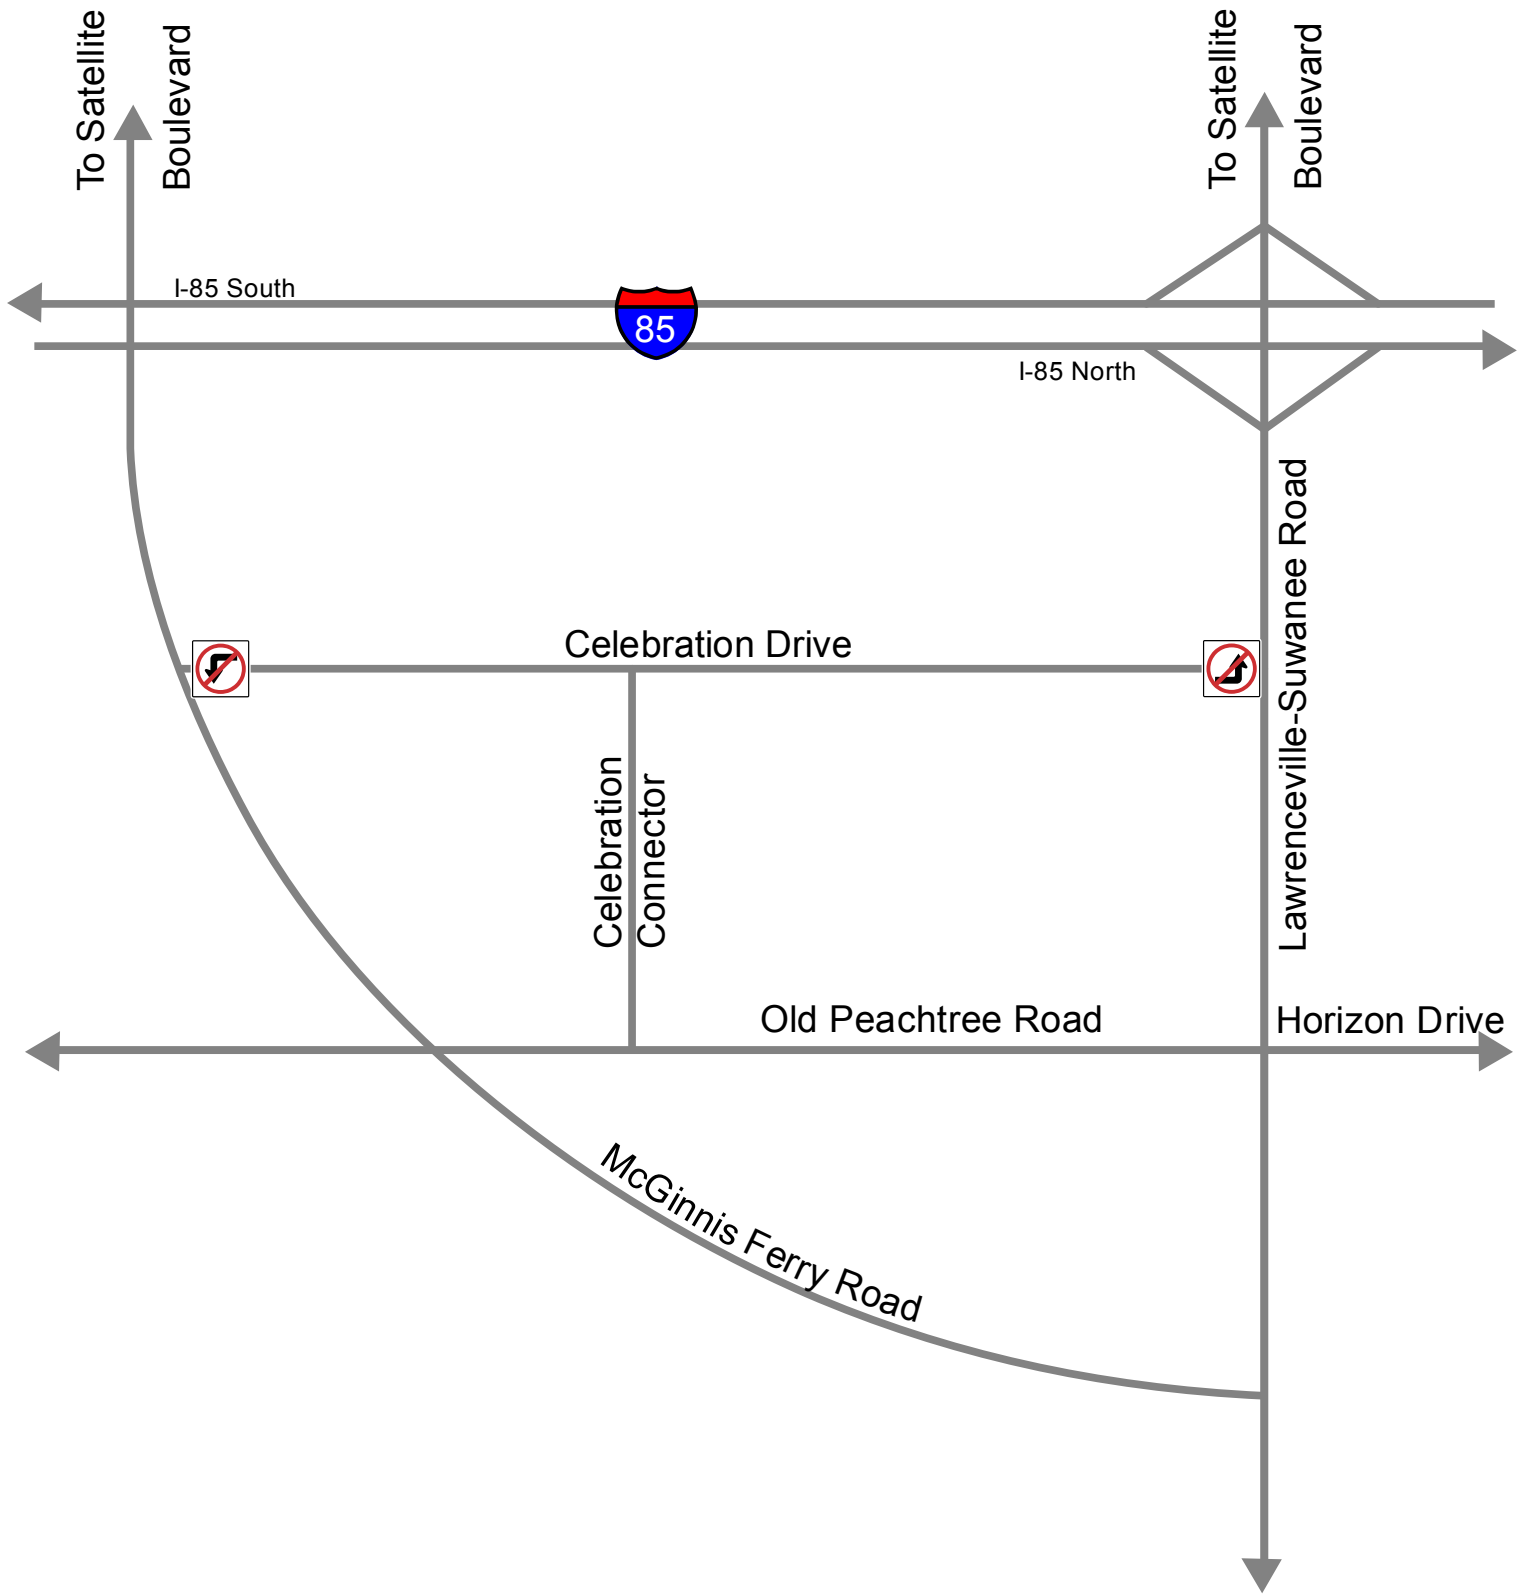 To Satellite
Boulevard
To Satellite
Boulevard
I-85 South
85
I-85 North
Lawrenceville-Suwanee Road
Celebration Drive
Celebration
Connector
Old Peachtree Road
Horizon Drive
McGinnis Ferry Road